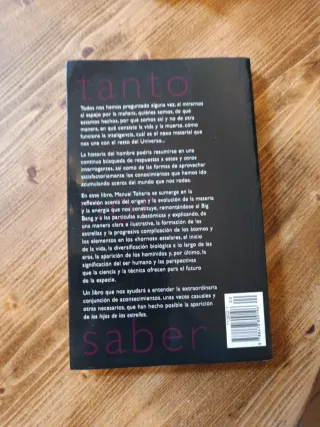 tanto
Todos nos hemos preguntado alguna vez, al mirarnos
al espejo por la mañana, quiénes somos, de qué
estamos hechos, por qué somos así y no de otra
manera, en qué consiste la vida y la muerte, cómo
funciona la inteligencia, cuál es el nexo material que
nos une con el resto del Universo...
La historia del hombre podría resumirse en una
continua búsqueda de respuestas a estos y otros
interrogantes, así como de las formas de aprovechar
satisfactoriamente los conocimientos que hemos ido
acumulando acerca del mundo que nos rodea.
En este libro, Manuel Toharia se sumerge en la
reflexión acerca del origen y la evolución de la materia
y la energía que nos constituye, remontándose al Big
Bang y a las partículas subatómicas y explicando, de
una manera clara e ilustrativa, la formación de las
estrellas y la progresiva complicación de los átomos y
los elementos en los «hornos» estelares, el inicio
de la vida, la diversificación biológica a lo largo de las
eras, la aparición de los homínidos y, por último, la
significación del ser humano y las perspectivas
que la ciencia y la técnica ofrecen para el futuro
de la especie.
Un libro que nos ayudará a entender la extraordinaria
conjunción de acontecimientos, unas veces casuales y
otras necesarios, que han hecho posible la aparición
de los hijos de las estrellas.
saber